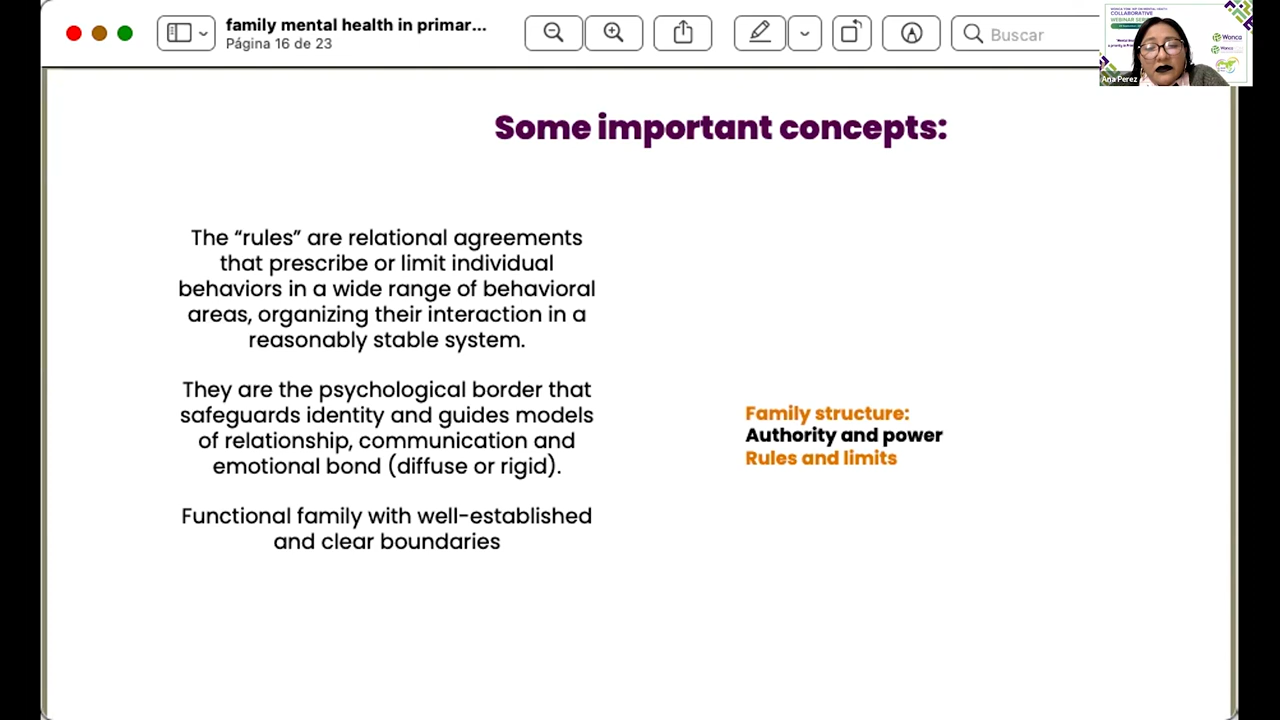 family mental health in primar...
Página 16 de 23
Buscar
COLLABORATIVE
Wonca
Ana Perez
Some important concepts:
The “rules” are relational agreements
that prescribe or limit individual
behaviors in a wide range of behavioral
areas, organizing their interaction in a
reasonably stable system.
They are the psychological border that
safeguards identity and guides models
of relationship, communication and
emotional bond (diffuse or rigid).
Functional family with well-established
and clear boundaries
Family structure:
Authority and power
Rules and limits